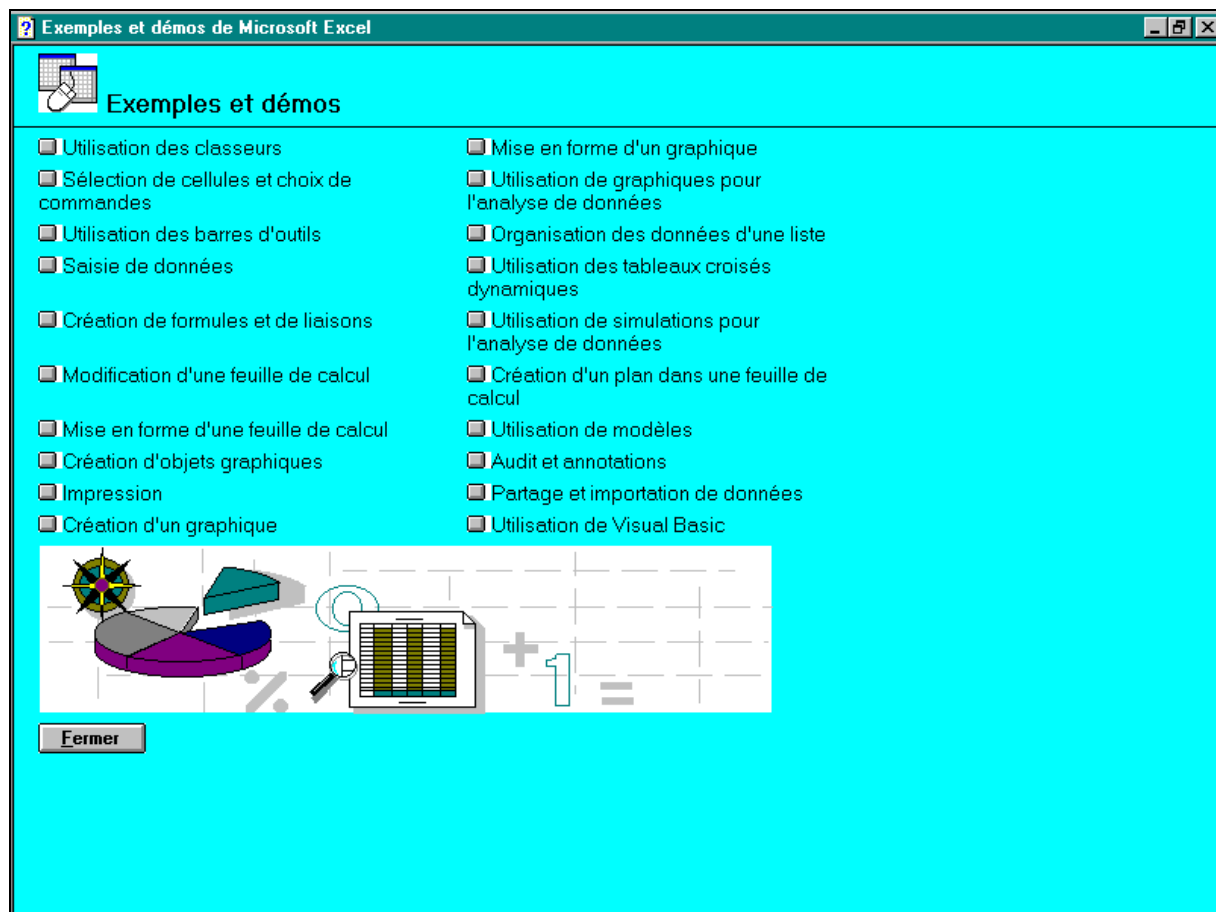 Exemples et démos de Microsoft Excel
Exemples et démos
Utilisation des classeurs
Sélection de cellules et choix de
commandes
Utilisation des barres d'outils
Saisie de données
Création de formules et de liaisons
Modification d'une feuille de calcul
Mise en forme d'une feuille de calcul
Création d'objets graphiques
Impression
Création d'un graphique
Mise en forme d'un graphique
Utilisation de graphiques pour
l'analyse de données
Organisation des données d'une liste
Utilisation des tableaux croisés
dynamiques
Utilisation de simulations pour
l'analyse de données
Création d'un plan dans une feuille de
calcul
Utilisation de modèles
Audit et annotations
Partage et importation de données
Utilisation de Visual Basic
% + 1 =
Fermer